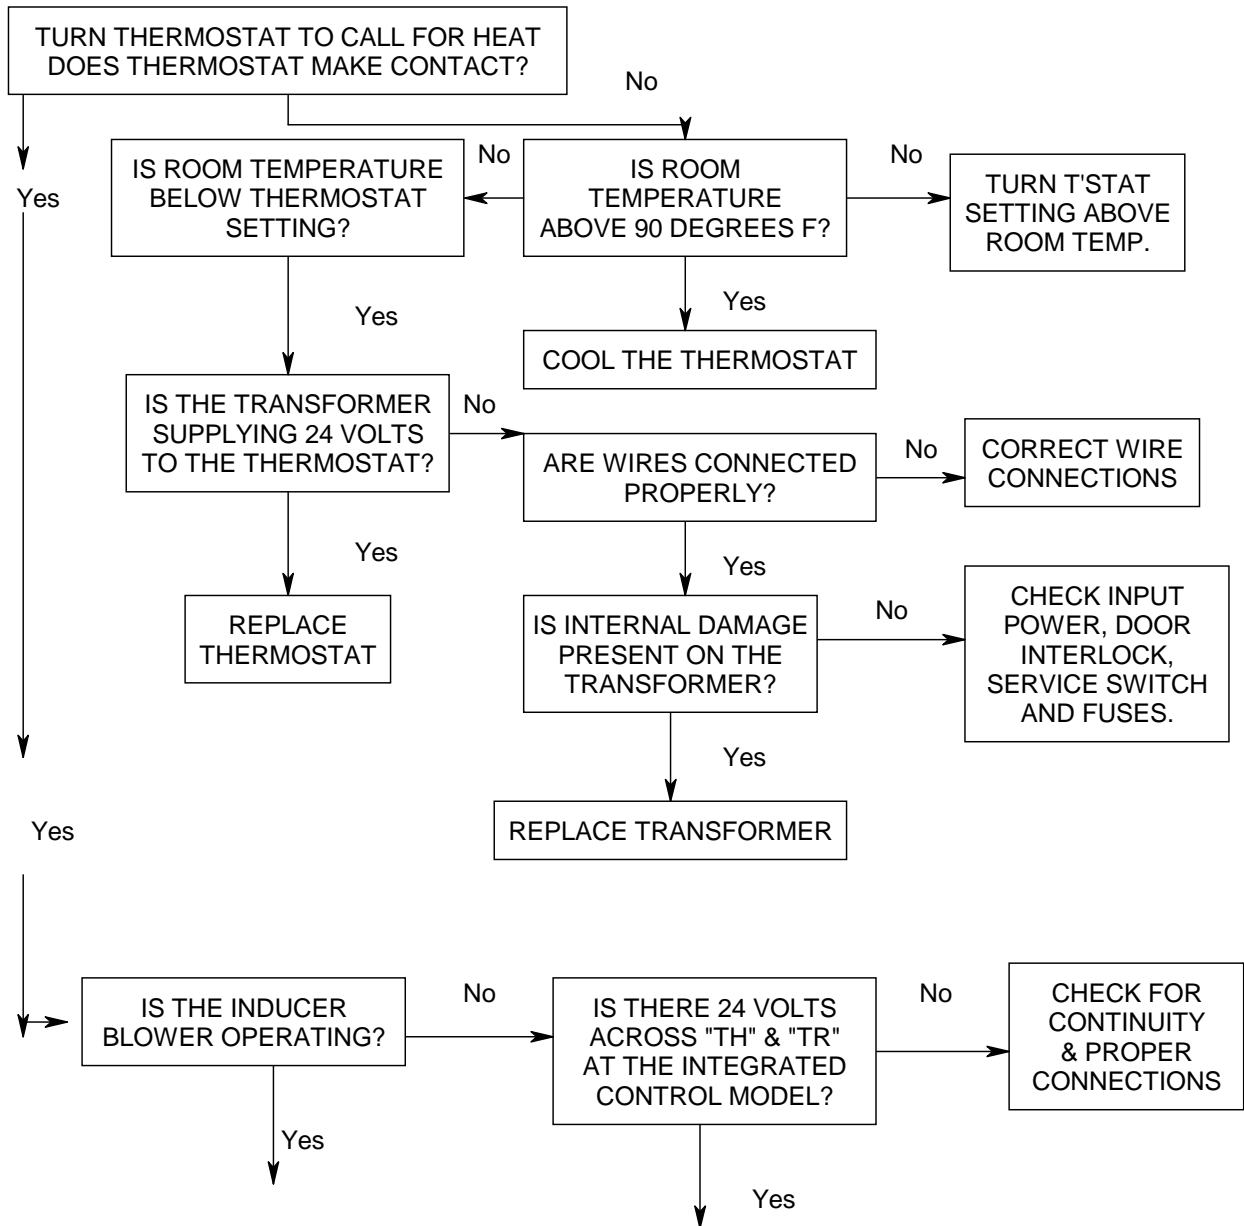 TURN THERMOSTAT TO CALL FOR HEAT
DOES THERMOSTAT MAKE CONTACT?
No
Yes
IS ROOM TEMPERATURE
BELOW THERMOSTAT
SETTING?
No
IS ROOM
TEMPERATURE
ABOVE 90 DEGREES F?
No
TURN T'STAT
SETTING ABOVE
ROOM TEMP.
Yes
Yes
COOL THE THERMOSTAT
IS THE TRANSFORMER
SUPPLYING 24 VOLTS
TO THE THERMOSTAT?
No
ARE WIRES CONNECTED
PROPERLY?
No
CORRECT WIRE
CONNECTIONS
Yes
Yes
REPLACE
THERMOSTAT
IS INTERNAL DAMAGE
PRESENT ON THE
TRANSFORMER?
No
CHECK INPUT
POWER, DOOR
INTERLOCK,
SERVICE SWITCH
AND FUSES.
Yes
REPLACE TRANSFORMER
Yes
IS THE INDUCER
BLOWER OPERATING?
No
IS THERE 24 VOLTS
ACROSS "TH" & "TR"
AT THE INTEGRATED
CONTROL MODEL?
No
CHECK FOR
CONTINUITY
& PROPER
CONNECTIONS
Yes
Yes